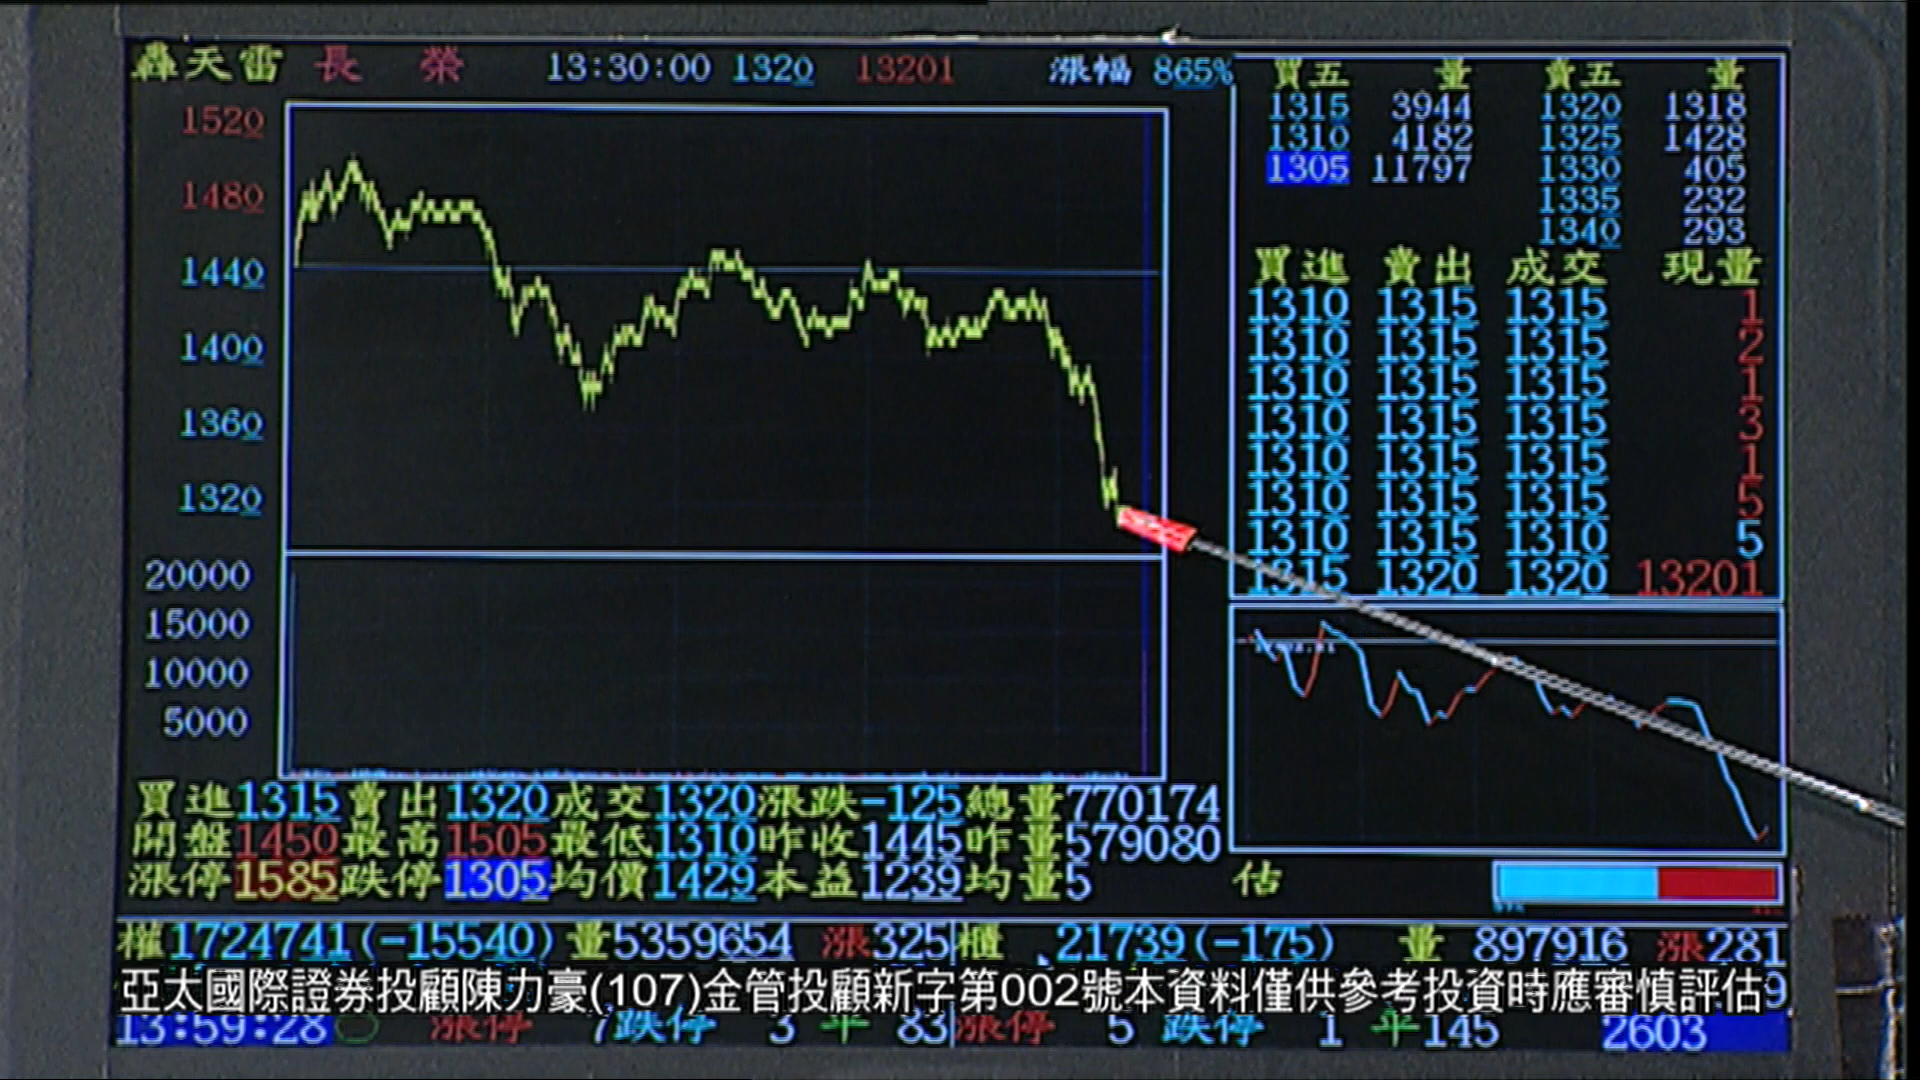 轟天雷 長 榮 13:30:00 1320 13201 漲幅 865%
1520
1480
1440
1400
1360
1320
20000
15000
10000
5000
買五 量 賣五 量
1315 3944 1320 1318
1310 4182 1325 1428
1305 11797 1330 405
1335 232
1340 293
買進 賣出 成交 現量
1310 1315 1315 1
1310 1315 1315 2
1310 1315 1315 1
1310 1315 1315 3
1310 1315 1315 1
1310 1315 1315 5
1310 1315 1310 5
1315 1320 1320 13201
買進1315賣出1320成交1320漲跌-125總量770174
開盤1450最高1505最低1310昨收1445昨量579080
漲停1585跌停1305均價1429本益1239均量5
估
權1724741(-15540)量5359654 漲325 櫃 21739(-175) 量 897916 漲281
亞太國際證券投顧陳力豪(107)金管投顧新字第002號本資料僅供參考投資時應審慎評估
13:59:28 漲停 7跌停 3 平 83 漲停 5 跌停 1 平145 2603